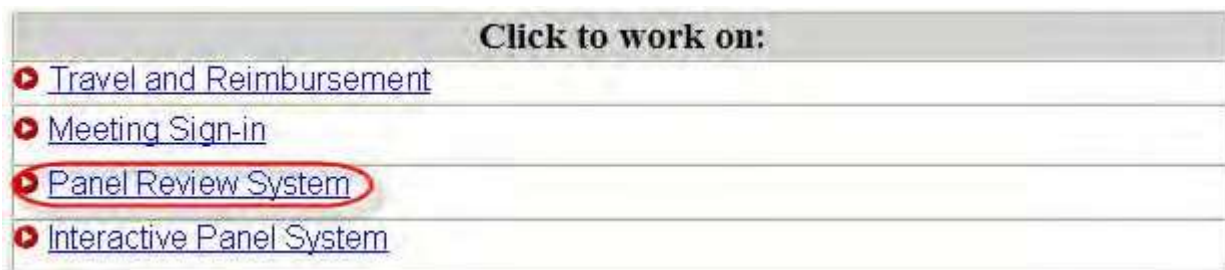 Click to work on:
Travel and Reimbursement
Meeting Sign-in
Panel Review System
Interactive Panel System